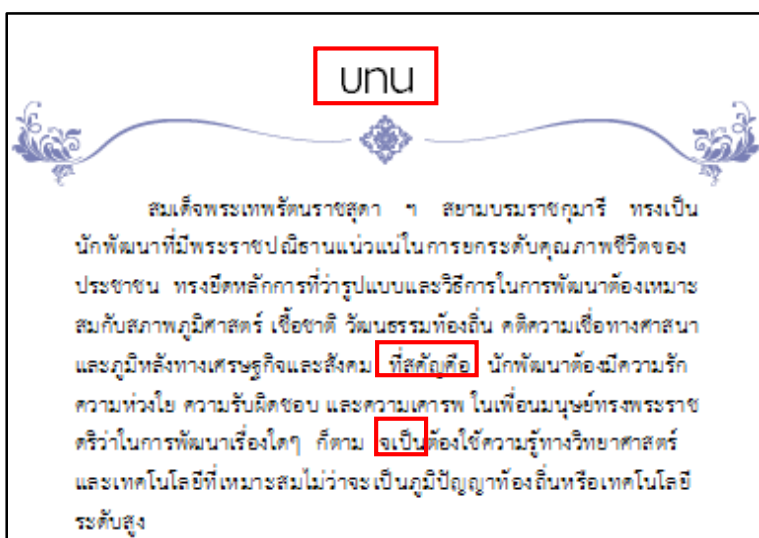 บทน
สมเด็จพระเทพรัตนราชสุดา ฯ สยามบรมราชกุมารี ทรงเป็น
นักพัฒนาที่มีพระราชปณิธานแน่วแน่ในการยกระดับคุณภาพชีวิตของ
ประชาชน ทรงยึดหลักการที่ว่ารูปแบบและวิธีการในการพัฒนาต้องเหมาะ
สมกับสภาพภูมิศาสตร์ เชื้อชาติ วัฒนธรรมท้องถิ่น คติความเชื่อทางศาสนา
และภูมิหลังทางเศรษฐกิจและสังคม ที่สคัญคือ นักพัฒนาต้องมีความรัก
ความห่วงใย ความรับผิดชอบ และความเคารพ ในเพื่อนมนุษย์ทรงพระราช
ดริว่าในการพัฒนาเรื่องใดๆ ก็ตาม จเป็นต้องใช้ความรู้ทางวิทยาศาสตร์
และเทคโนโลยีที่เหมาะสมไม่ว่าจะเป็นภูมิปัญญาท้องถิ่นหรือเทคโนโลยี
ระดับสูง